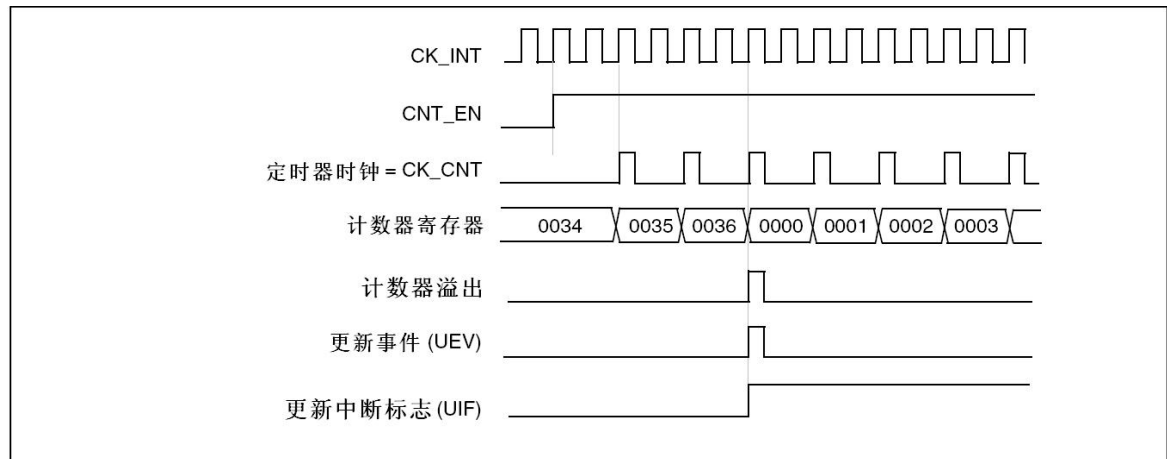 CK_INT
CNT_EN
定时器时钟 = CK_CNT
计数器寄存器 0034 0035 0036 0000 0001 0002 0003
计数器溢出
更新事件 (UEV)
更新中断标志 (UIF)